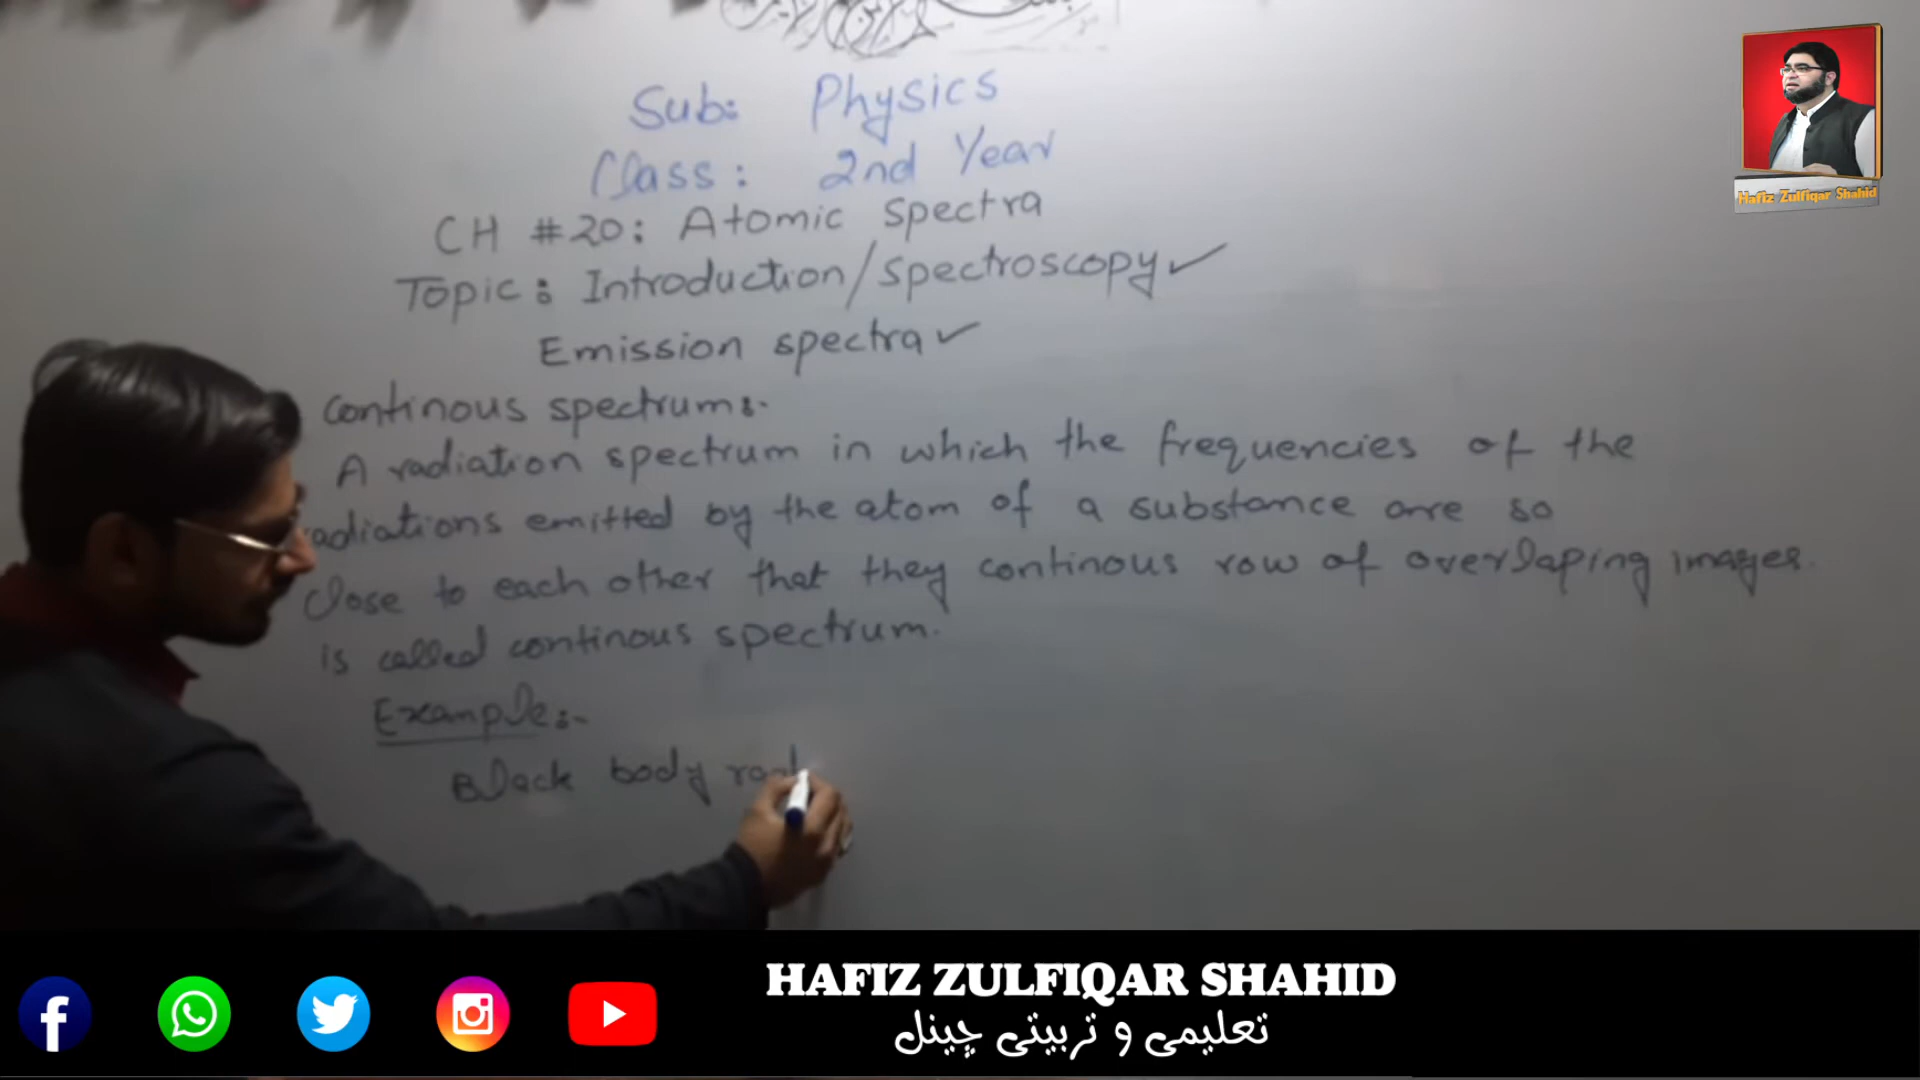 Sub: Physics
Class: 2nd Year
CH #20: Atomic Spectra
Topic: Introduction/spectroscopy ✓
Emission spectra ✓
Continous spectrum:-
A radiation spectrum in which the frequencies of the
radiations emitted by the atom of a substance are so
close to each other that they continous row of overlaping images.
is called continous spectrum.
Example:-
Black body rad
Hafiz Zulfiqar Shahid
HAFIZ ZULFIQAR SHAHID
تعلیمی و تربیتی چینل